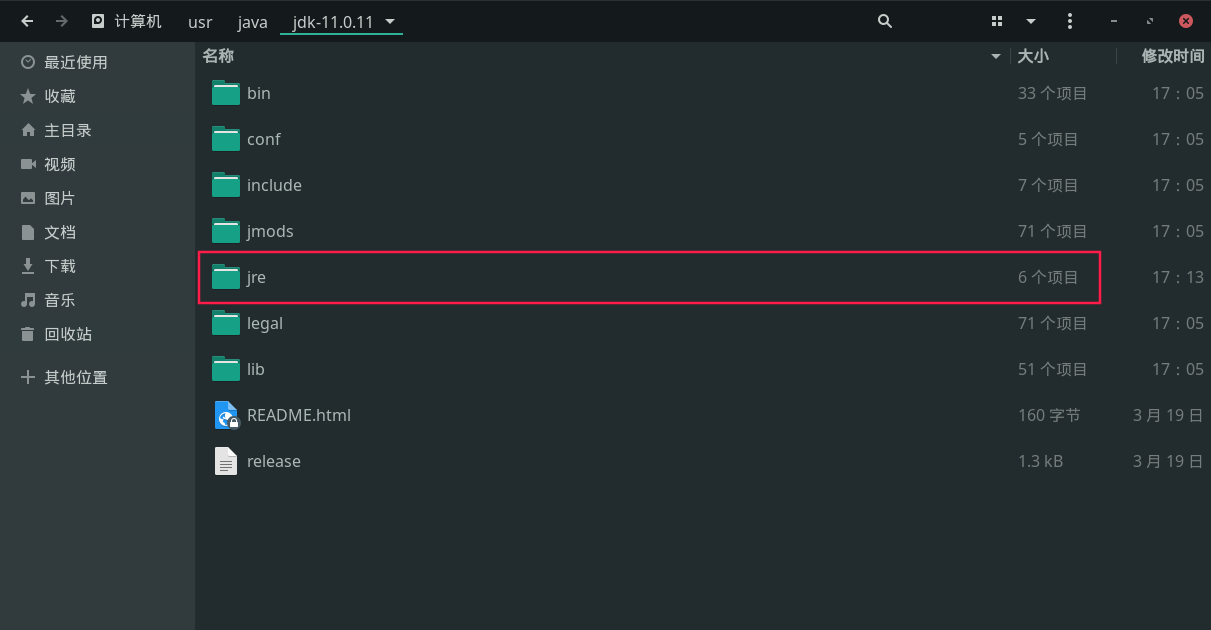 计算机 usr java jdk-11.0.11
最近使用
收藏
主目录
视频
图片
文档
下载
音乐
回收站
其他位置
名称 大小 修改时间
bin 33 个项目 17：05
conf 5 个项目 17：05
include 7 个项目 17：05
jmods 71 个项目 17：05
jre 6 个项目 17：13
legal 71 个项目 17：05
lib 51 个项目 17：05
README.html 160 字节 3 月 19 日
release 1.3 kB 3 月 19 日